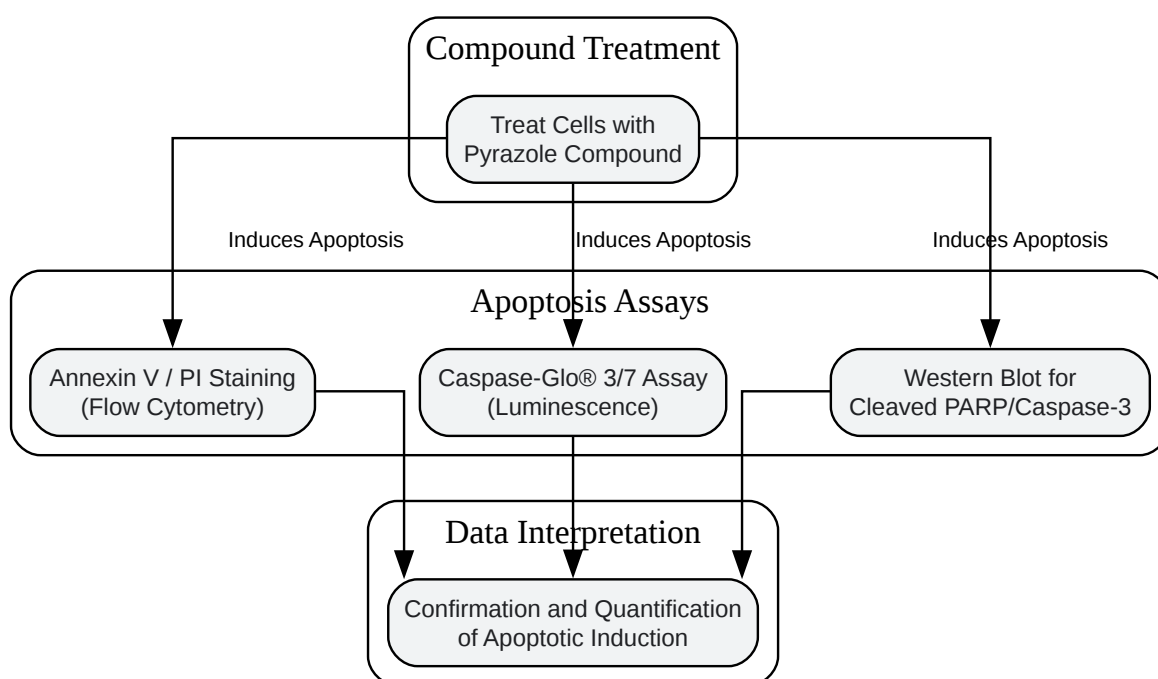 Compound Treatment
Treat Cells with
Pyrazole Compound
Induces Apoptosis
Induces Apoptosis
Induces Apoptosis
Apoptosis Assays
Annexin V / PI Staining
(Flow Cytometry)
Caspase-Glo® 3/7 Assay
(Luminescence)
Western Blot for
Cleaved PARP/Caspase-3
Data Interpretation
Confirmation and Quantification
of Apoptotic Induction